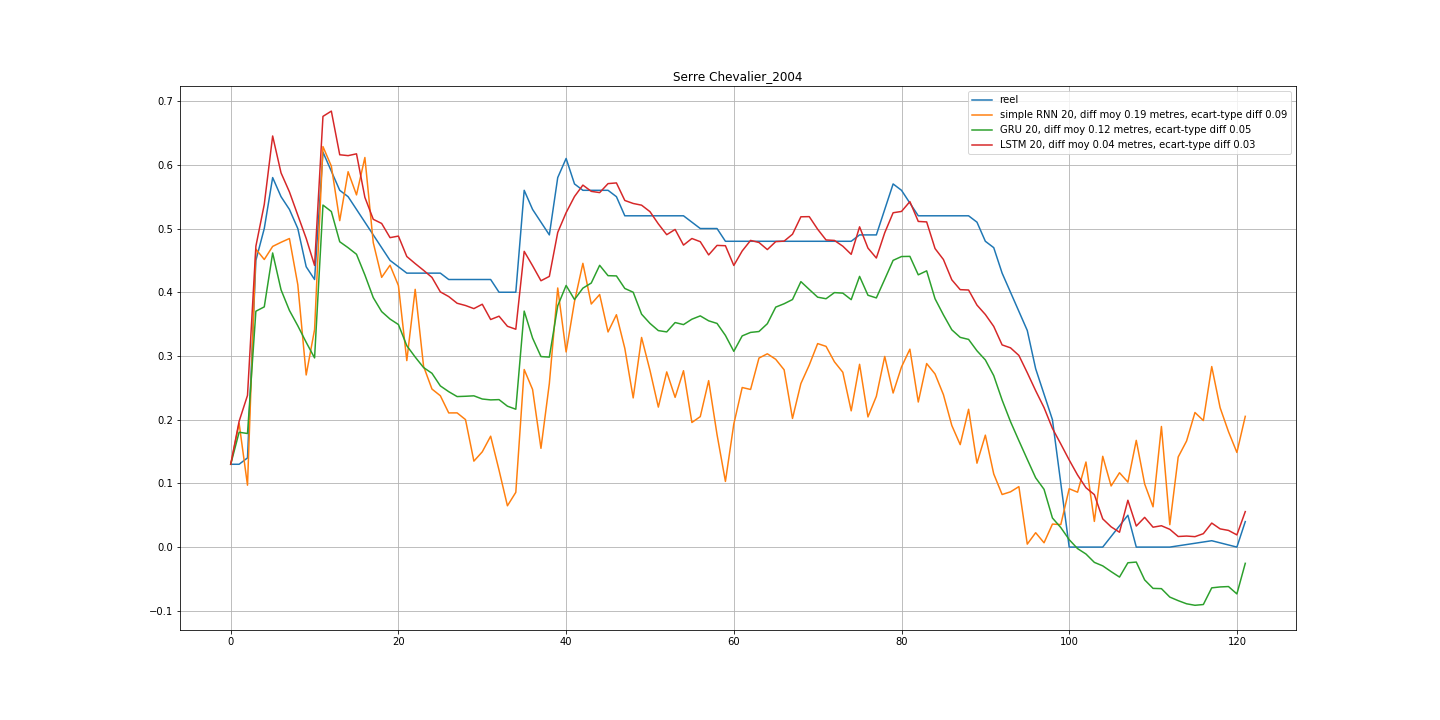 Serre Chevalier_2004
reel
simple RNN 20, diff moy 0.19 metres, ecart-type diff 0.09
GRU 20, diff moy 0.12 metres, ecart-type diff 0.05
LSTM 20, diff moy 0.04 metres, ecart-type diff 0.03
0.7
0.6
0.5
0.4
0.3
0.2
0.1
0.0
−0.1
0 20 40 60 80 100 120